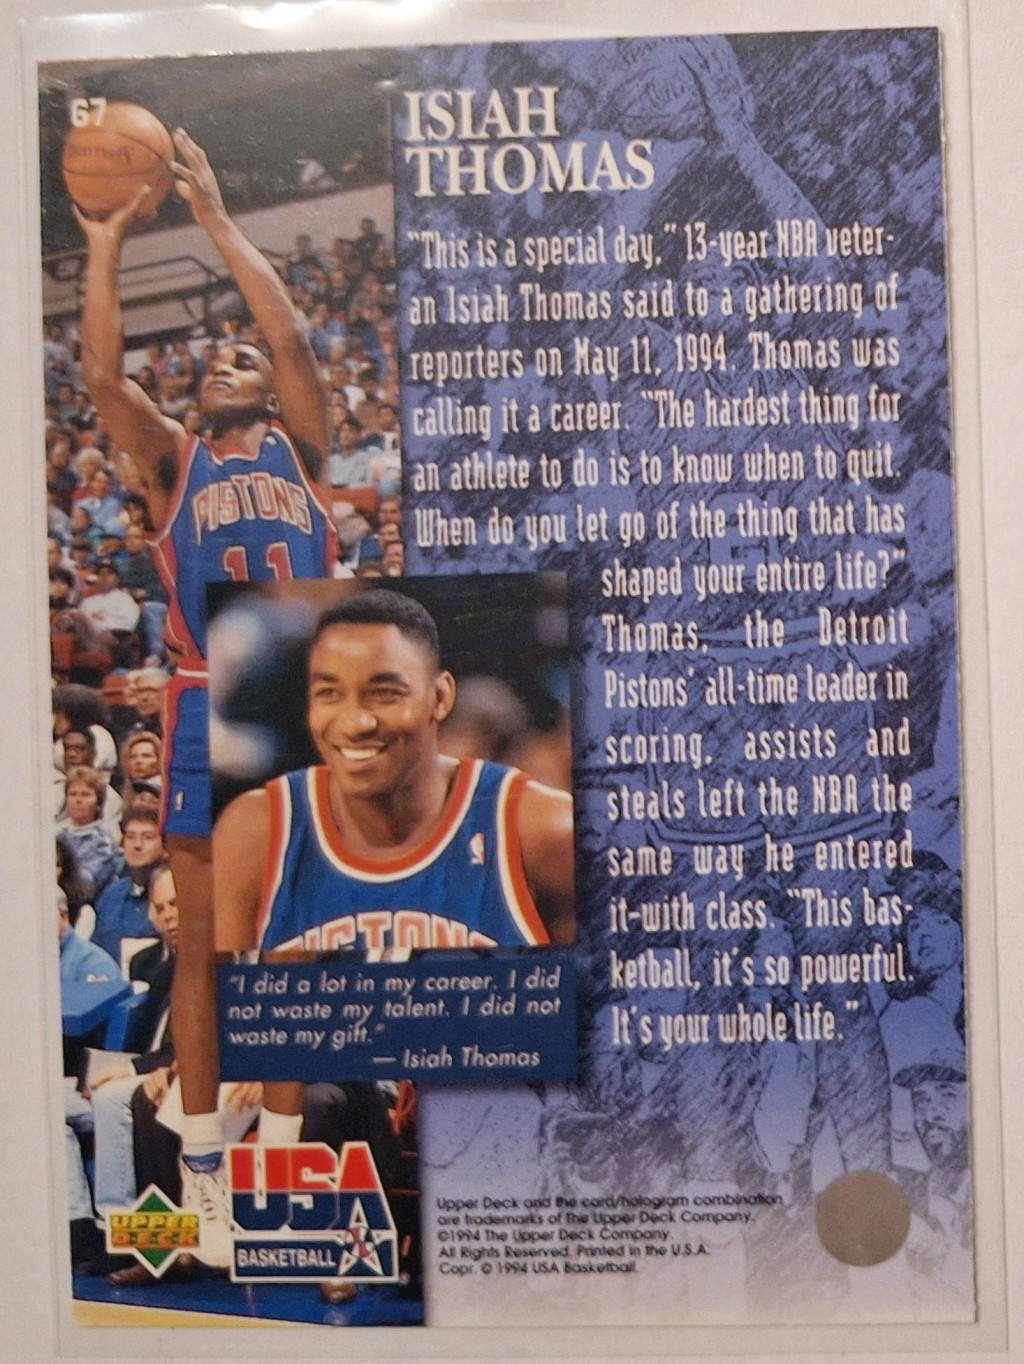 67
ISIAH
THOMAS
"This is a special day," 13-year NBA veter-
an Isiah Thomas said to a gathering of
reporters on May 11, 1994. Thomas was
calling it a career. "The hardest thing for
an athlete to do is to know when to quit.
When do you let go of the thing that has
shaped your entire life?"
Thomas, the Detroit
Pistons' all-time leader in
scoring, assists and
steals left the NBA the
same way he entered
it-with class. "This bas-
ketball, it's so powerful.
It's your whole life."
PISTONS
11
PISTONS
"I did a lot in my career. I did
not waste my talent. I did not
waste my gift."
— Isiah Thomas
UPPER
DECK
USA
BASKETBALL
®
Upper Deck and the card/hologram combination
are trademarks of The Upper Deck Company.
©1994 The Upper Deck Company.
All Rights Reserved. Printed in the U.S.A.
Copr. © 1994 USA Basketball.